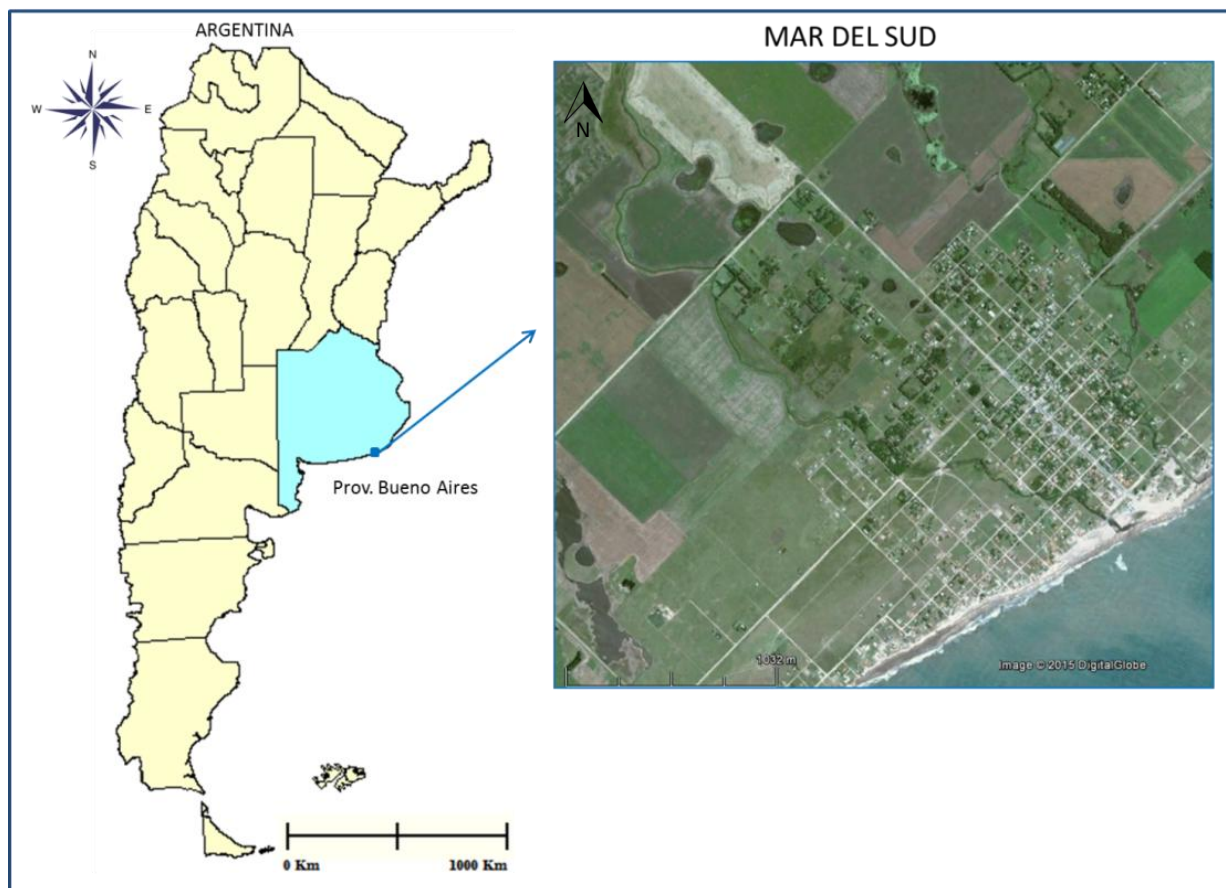 ARGENTINA
MAR DEL SUD
N
W
E
S
N
Prov. Bueno Aires
1032 m
Image © 2015 DigitalGlobe
0 Km
1000 Km